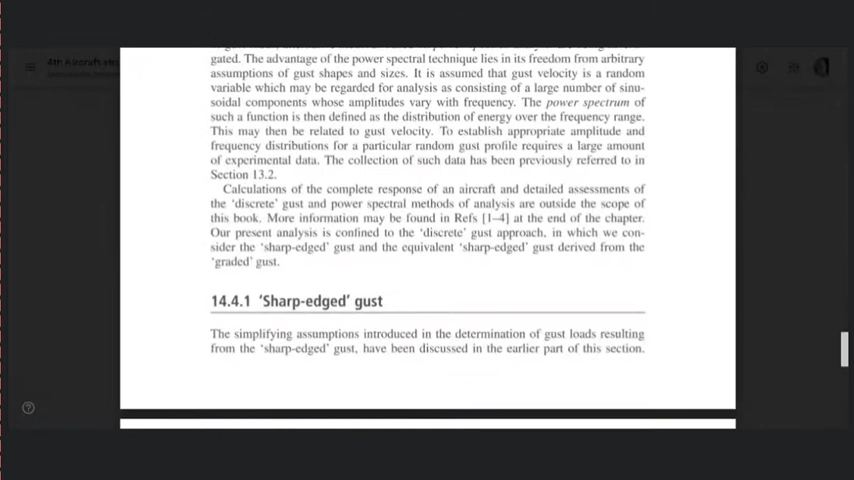 4th Aircraft
gated. The advantage of the power spectral technique lies in its freedom from arbitrary
assumptions of gust shapes and sizes. It is assumed that gust velocity is a random
variable which may be regarded for analysis as consisting of a large number of sinu-
soidal components whose amplitudes vary with frequency. The power spectrum of
such a function is then defined as the distribution of energy over the frequency range.
This may then be related to gust velocity. To establish appropriate amplitude and
frequency distributions for a particular random gust profile requires a large amount
of experimental data. The collection of such data has been previously referred to in
Section 13.2.
Calculations of the complete response of an aircraft and detailed assessments of
the ‘discrete’ gust and power spectral methods of analysis are outside the scope of
this book. More information may be found in Refs [1–4] at the end of the chapter.
Our present analysis is confined to the ‘discrete’ gust approach, in which we con-
sider the ‘sharp-edged’ gust and the equivalent ‘sharp-edged’ gust derived from the
‘graded’ gust.
14.4.1 ‘Sharp-edged’ gust
The simplifying assumptions introduced in the determination of gust loads resulting
from the ‘sharp-edged’ gust, have been discussed in the earlier part of this section.